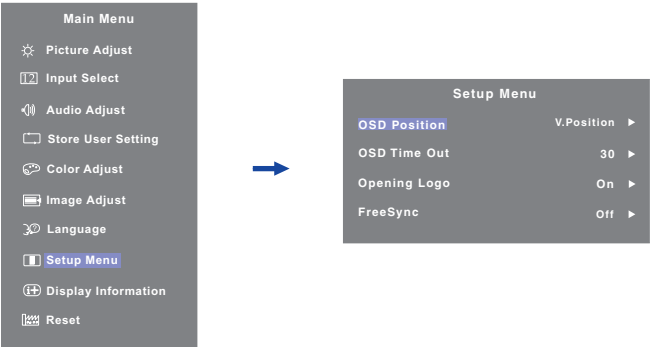 Main Menu
Picture Adjust
12 Input Select
Audio Adjust
Store User Setting
Color Adjust
Image Adjust
Language
Setup Menu
Display Information
Reset
Setup Menu
OSD Position V.Position
OSD Time Out 30
Opening Logo On
FreeSync Off